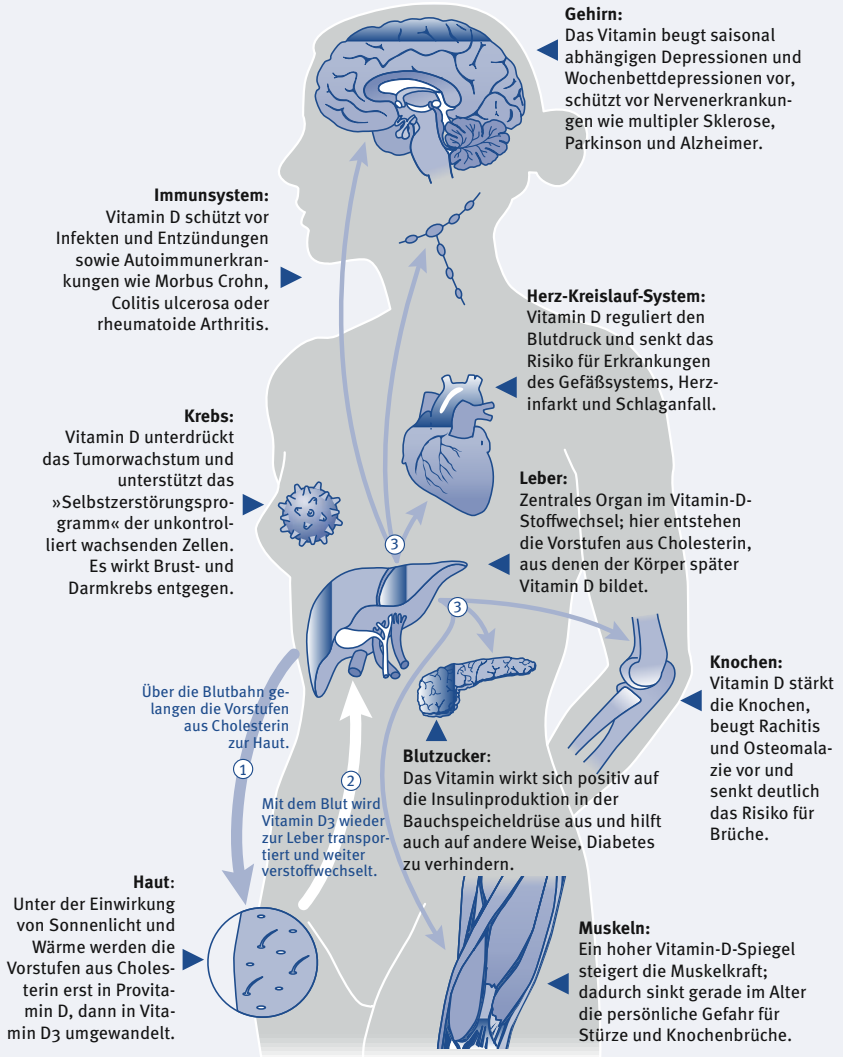 Gehirn:
Das Vitamin beugt saisonal
abhängigen Depressionen und
Wochenbettdepressionen vor,
schützt vor Nervenerkrankun-
gen wie multipler Sklerose,
Parkinson und Alzheimer.
Immunsystem:
Vitamin D schützt vor
Infekten und Entzündungen
sowie Autoimmunerkran-
kungen wie Morbus Crohn,
Colitis ulcerosa oder
rheumatoide Arthritis.
Herz-Kreislauf-System:
Vitamin D reguliert den
Blutdruck und senkt das
Risiko für Erkrankungen
des Gefäßsystems, Herz-
infarkt und Schlaganfall.
Krebs:
Vitamin D unterdrückt
das Tumorwachstum und
unterstützt das
»Selbstzerstörungspro-
gramm« der unkontrol-
liert wachsenden Zellen.
Es wirkt Brust- und
Darmkrebs entgegen.
Leber:
Zentrales Organ im Vitamin-D-
Stoffwechsel; hier entstehen
die Vorstufen aus Cholesterin,
aus denen der Körper später
Vitamin D bildet.
3
3
Über die Blutbahn ge-
langen die Vorstufen
aus Cholesterin
zur Haut.
1
2
Mit dem Blut wird
Vitamin D3 wieder
zur Leber transpor-
tiert und weiter
verstoffwechselt.
Blutzucker:
Das Vitamin wirkt sich positiv auf
die Insulinproduktion in der
Bauchspeicheldrüse aus und hilft
auch auf andere Weise, Diabetes
zu verhindern.
Knochen:
Vitamin D stärkt
die Knochen,
beugt Rachitis
und Osteomala-
zie vor und
senkt deutlich
das Risiko für
Brüche.
Haut:
Unter der Einwirkung
von Sonnenlicht und
Wärme werden die
Vorstufen aus Choles-
terin erst in Provita-
min D, dann in Vita-
min D3 umgewandelt.
Muskeln:
Ein hoher Vitamin-D-Spiegel
steigert die Muskelkraft;
dadurch sinkt gerade im Alter
die persönliche Gefahr für
Stürze und Knochenbrüche.